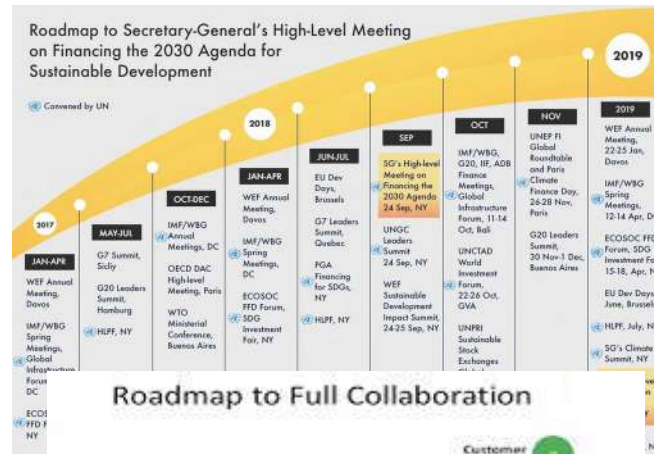 Roadmap to Secretary-General's High-Level Meeting
on Financing the 2030 Agenda for
Sustainable Development
Convened by UN
2017
JAN-APR
WEF Annual
Meeting,
Davos
IMF/WBG
Spring
Meetings,
Global
Infrastructure
Forum
DC
ECOS
FFD F
NY
MAY-JUL
G7 Summit,
Sicily
G20 Leaders
Summit,
Hamburg
HLPF, NY
OCT-DEC
IMF/WBG
Annual
Meetings, DC
OECD DAC
High-level
Meeting, Paris
WTO
Ministerial
Conference,
Buenos Aires
2018
JAN-APR
WEF Annual
Meeting,
Davos
IMF/WBG
Spring
Meetings,
DC
ECOSOC
FFD Forum,
SDG
Investment
Fair, NY
JUN-JUL
EU Dev
Days,
Brussels
G7 Leaders
Summit,
Quebec
PGA
Financing
for SDGs,
NY
HLPF, NY
SEP
SG's High-level
Meeting on
Financing the
2030 Agenda
24 Sep, NY
UNGC
Leaders
Summit
24 Sep, NY
WEF
Sustainable
Development
Impact Summit,
24-25 Sep, NY
OCT
IMF/WBG,
G20, IIF, ADB
Finance
Meetings,
Global
Infrastructure
Forum, 11-14
Oct, Bali
UNCTAD
World
Investment
Forum,
22-26 Oct,
GVA
UNPRI
Sustainable
Stock
Exchanges
NOV
UNEP FI
Global
Roundtable
and Paris
Climate
Finance Day,
26-28 Nov,
Paris
G20 Leaders
Summit,
30 Nov-1 Dec,
Buenos Aires
2019
2019
WEF Annual
Meeting,
22-25 Jan,
Davos
IMF/WBG
Spring
Meetings,
12-14 Apr, D
ECOSOC FFD
Forum, SDG
Investment Fa
15-18, Apr, N
EU Dev Days
June, Brussel
HLPF, July, N
SG's Climate
Summit, NY
Roadmap to Full Collaboration
Customer